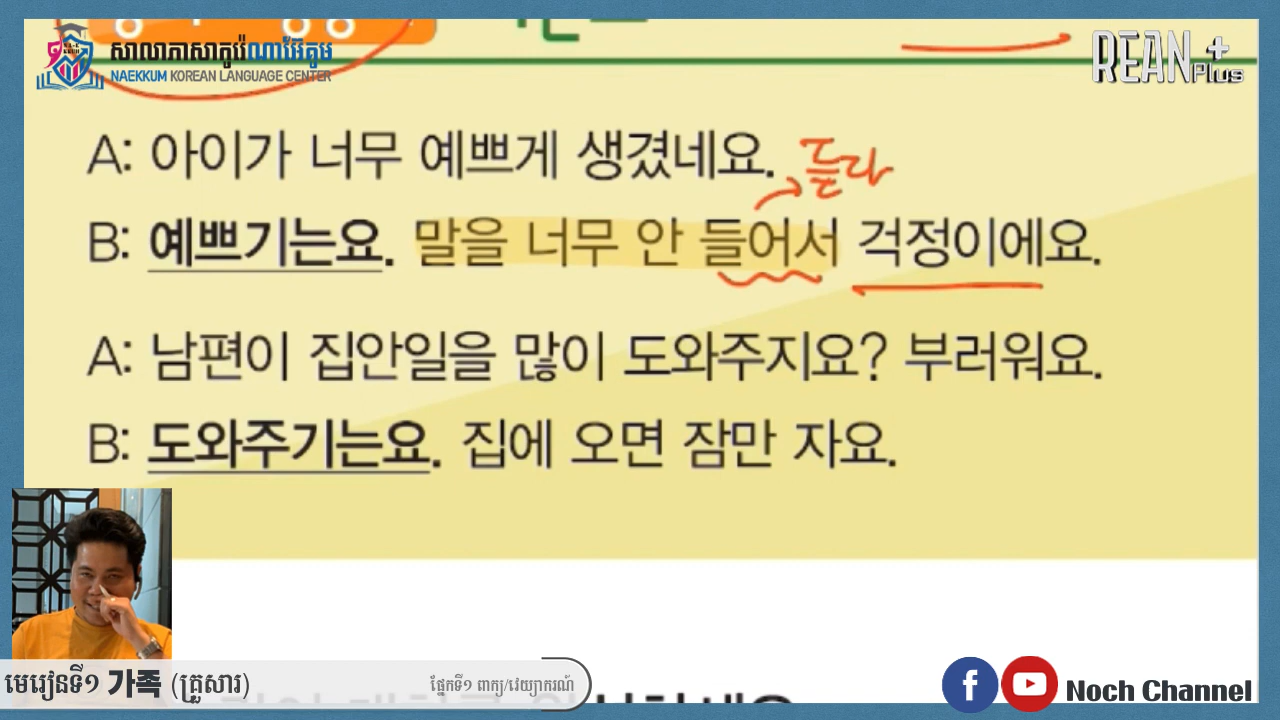 សាលាភាសាកូរ៉េណាអ៊ែគូម
NAEKKUM KOREAN LANGUAGE CENTER
REAN + Plus
A: 아이가 너무 예쁘게 생겼네요.
듣다
B: 예쁘기는요. 말을 너무 안 들어서 걱정이에요.
A: 남편이 집안일을 많이 도와주지요? 부러워요.
B: 도와주기는요. 집에 오면 잠만 자요.
មេរៀនទី១ 가족 (គ្រួសារ)
ផ្នែកទី១ ពាក្យ/វេយ្យាករណ៍
Noch Channel